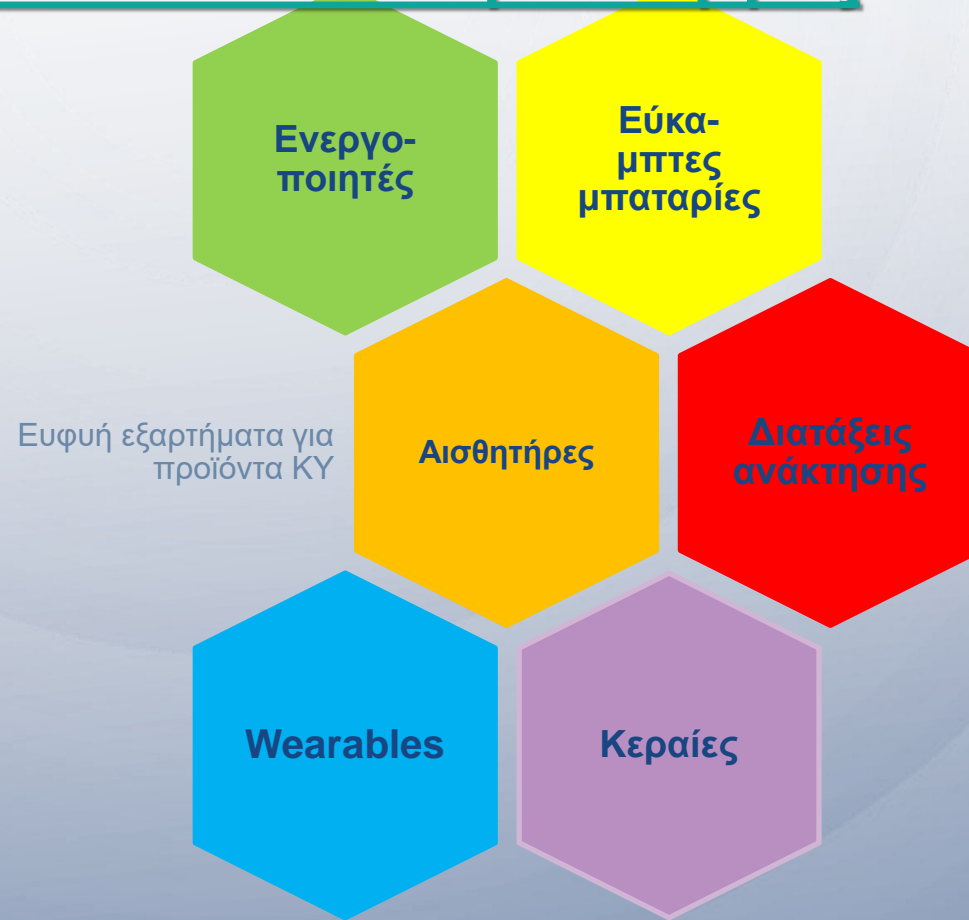 Ενεργο-
ποιητές
Εύκα-
μπτες
μπαταρίες
Ευφυή εξαρτήματα για
προϊόντα ΚΥ
Αισθητήρες
Διατάξεις
ανάκτησης
Wearables
Κεραίες